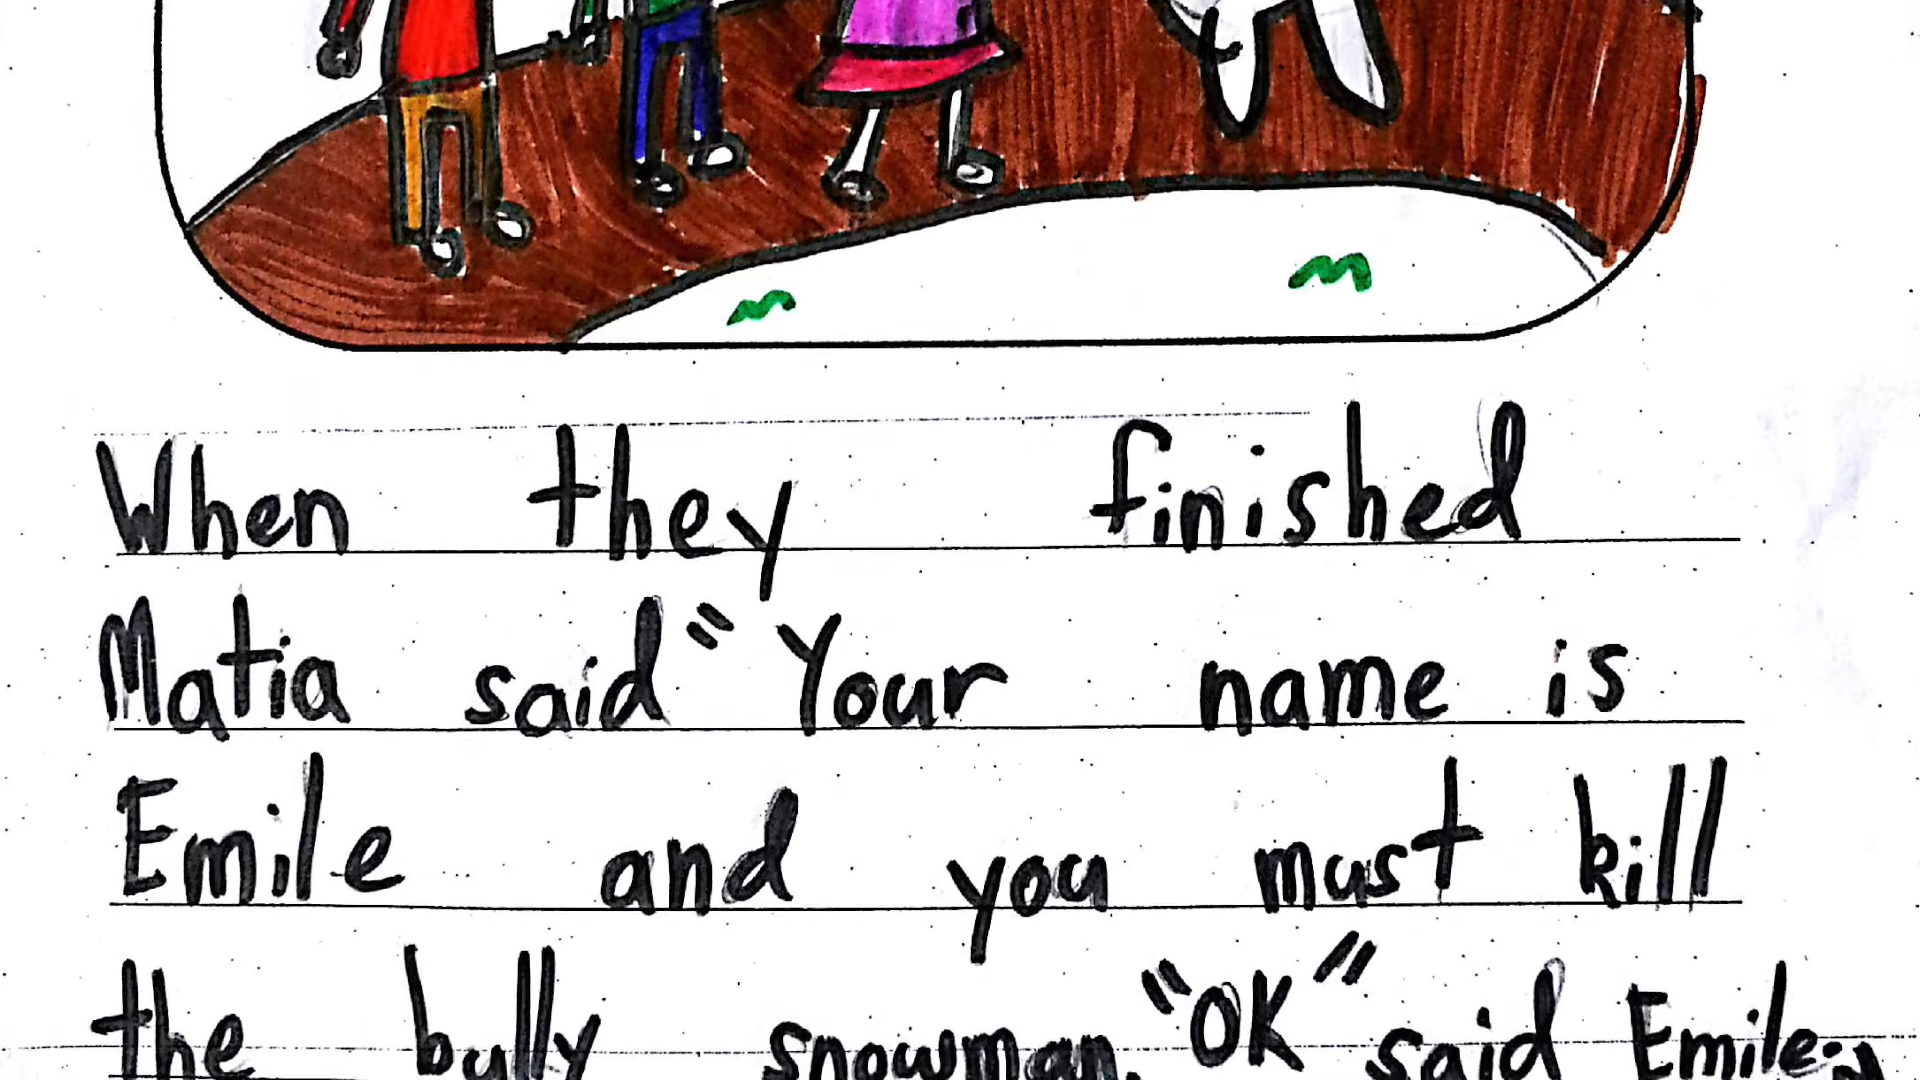 When they finished
Matia said "Your name is
Emile and you must kill
the bully snowman. "OK" said Emile.